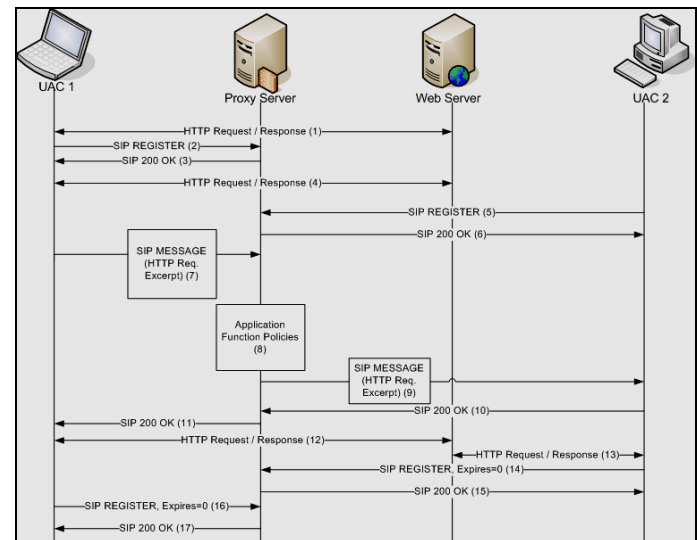 UAC 1
Proxy Server
Web Server
UAC 2
HTTP Request / Response (1)
SIP REGISTER (2)
SIP 200 OK (3)
HTTP Request / Response (4)
SIP REGISTER (5)
SIP 200 OK (6)
SIP MESSAGE
(HTTP Req.
Excerpt) (7)
Application
Function Policies
(8)
SIP MESSAGE
(HTTP Req.
Excerpt) (9)
SIP 200 OK (10)
SIP 200 OK (11)
HTTP Request / Response (12)
HTTP Request / Response (13)
SIP REGISTER, Expires=0 (14)
SIP 200 OK (15)
SIP REGISTER, Expires=0 (16)
SIP 200 OK (17)